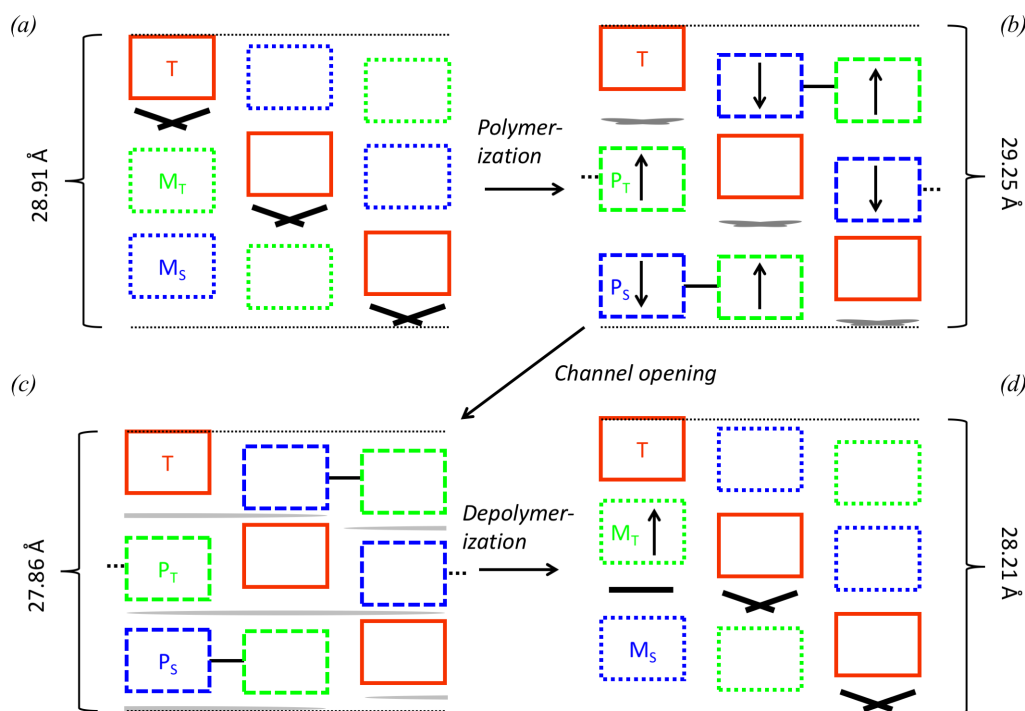 (a)
28.91 Å
T
M_T
M_S
Polymer-
ization
(b)
T
P_T
P_S
29.25 Å
Channel opening
(c)
27.86 Å
T
P_T
P_S
Depolymer-
ization
(d)
T
M_T
M_S
28.21 Å